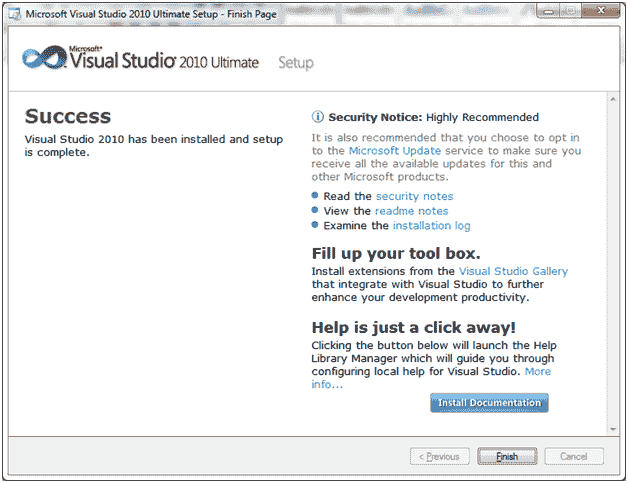 Microsoft Visual Studio 2010 Ultimate Setup - Finish Page
Microsoft®
Visual Studio® 2010 Ultimate Setup
Success
Visual Studio 2010 has been installed and setup
is complete.
Security Notice: Highly Recommended
It is also recommended that you choose to opt in
to the Microsoft Update service to make sure you
receive all the available updates for this and
other Microsoft products.
Read the security notes
View the readme notes
Examine the installation log
Fill up your tool box.
Install extensions from the Visual Studio Gallery
that integrate with Visual Studio to further
enhance your development productivity.
Help is just a click away!
Clicking the button below will launch the Help
Library Manager which will guide you through
configuring local help for Visual Studio. More
info...
Install Documentation
< Previous
Finish
Cancel